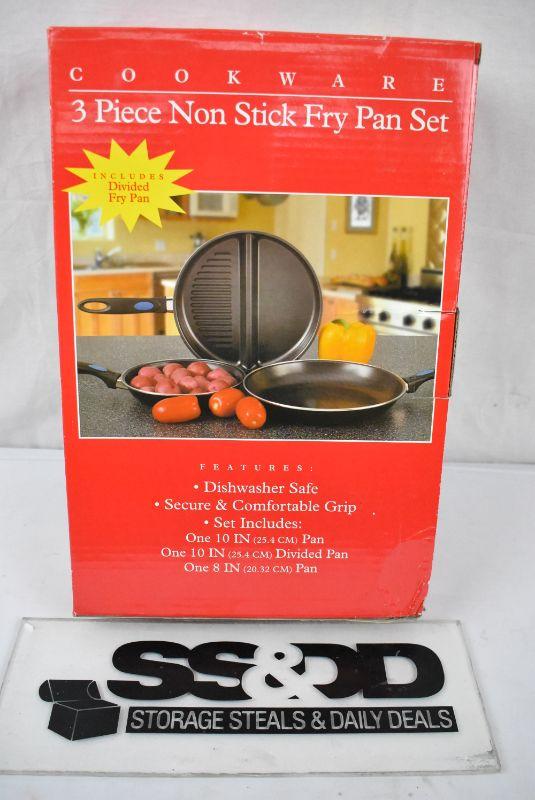 COOKWARE
3 Piece Non Stick Fry Pan Set
INCLUDES
Divided
Fry Pan
FEATURES:
• Dishwasher Safe
• Secure & Comfortable Grip
• Set Includes:
One 10 IN (25.4 CM) Pan
One 10 IN (25.4 CM) Divided Pan
One 8 IN (20.32 CM) Pan
SS&DD
STORAGE STEALS & DAILY DEALS